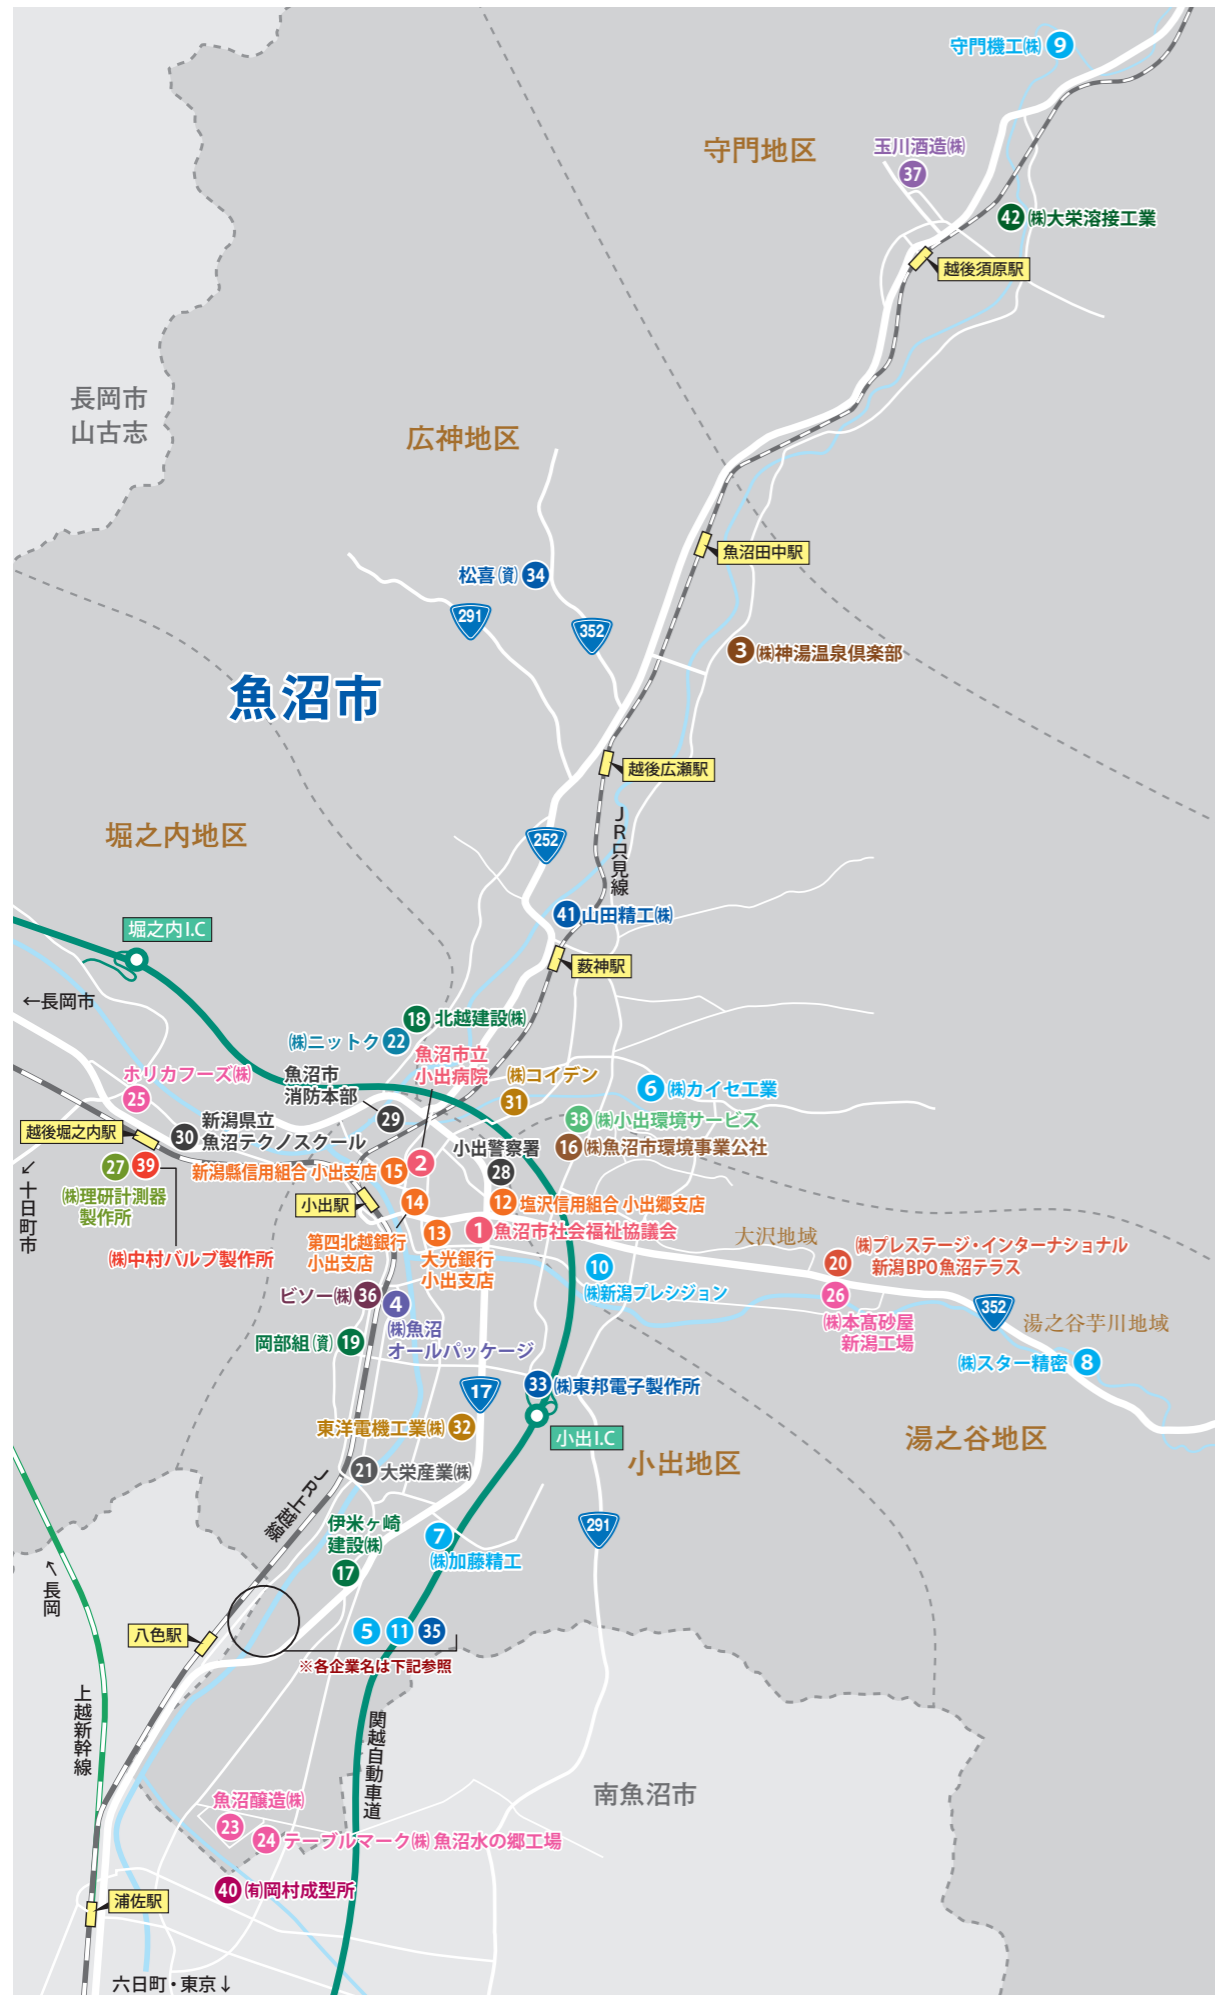 守門機工㈱ 9
守門地区
玉川酒造㈱
37
42 ㈱大栄溶接工業
越後須原駅
長岡市
山古志
広神地区
魚沼田中駅
松喜㈾ 34
291
352
3 ㈱神湯温泉倶楽部
魚沼市
越後広瀬駅
JR只見線
堀之内地区
252
41 山田精工㈱
堀之内I.C
藪神駅
←長岡市
18 北越建設㈱
㈱ニットク 22
魚沼市立
小出病院
ホリカフーズ㈱
25
魚沼市
消防本部
29
㈱コイデン
31
6 ㈱カイセ工業
38 ㈱小出環境サービス
16 ㈱魚沼市環境事業公社
越後堀之内駅
30 新潟県立
魚沼テクノスクール
小出警察署
28
27 39
㈱理研計測器
製作所
新潟縣信用組合 小出支店 15
2
↙十日町市
小出駅
14
12 塩沢信用組合 小出郷支店
13
1 魚沼市社会福祉協議会
第四北越銀行
小出支店
大光銀行
小出支店
㈱中村バルブ製作所
大沢地域
20 ㈱プレステージ・インターナショナル
新潟BPO魚沼テラス
10
㈱新潟プレシジョン
26
㈱本髙砂屋
新潟工場
352
湯之谷芋川地域
ビソー㈱ 36
4
㈱魚沼
オールパッケージ
岡部組㈾ 19
㈱スター精密 8
33 ㈱東邦電子製作所
17
小出I.C
東洋電機工業㈱ 32
湯之谷地区
小出地区
21 大栄産業㈱
JR上越線
伊米ヶ崎
建設㈱
17
7
㈱加藤精工
291
↖長岡
5 11 35
※各企業名は下記参照
八色駅
上越新幹線
関越自動車道
南魚沼市
魚沼醸造㈱
23
24 テーブルマーク㈱ 魚沼水の郷工場
40 ㈲岡村成型所
浦佐駅
六日町・東京↓